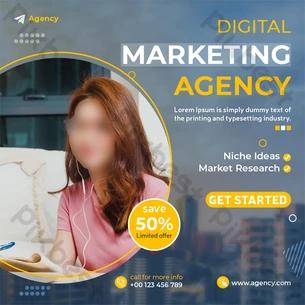 Agency
DIGITAL
MARKETING
AGENCY
Lorem Ipsum is simply dummy text of
the printing and typesetting industry.
Niche Ideas
Market Research
GET STARTED
save
50%
Limited offer
call for more info
+00 123 456 789
www.agency.com